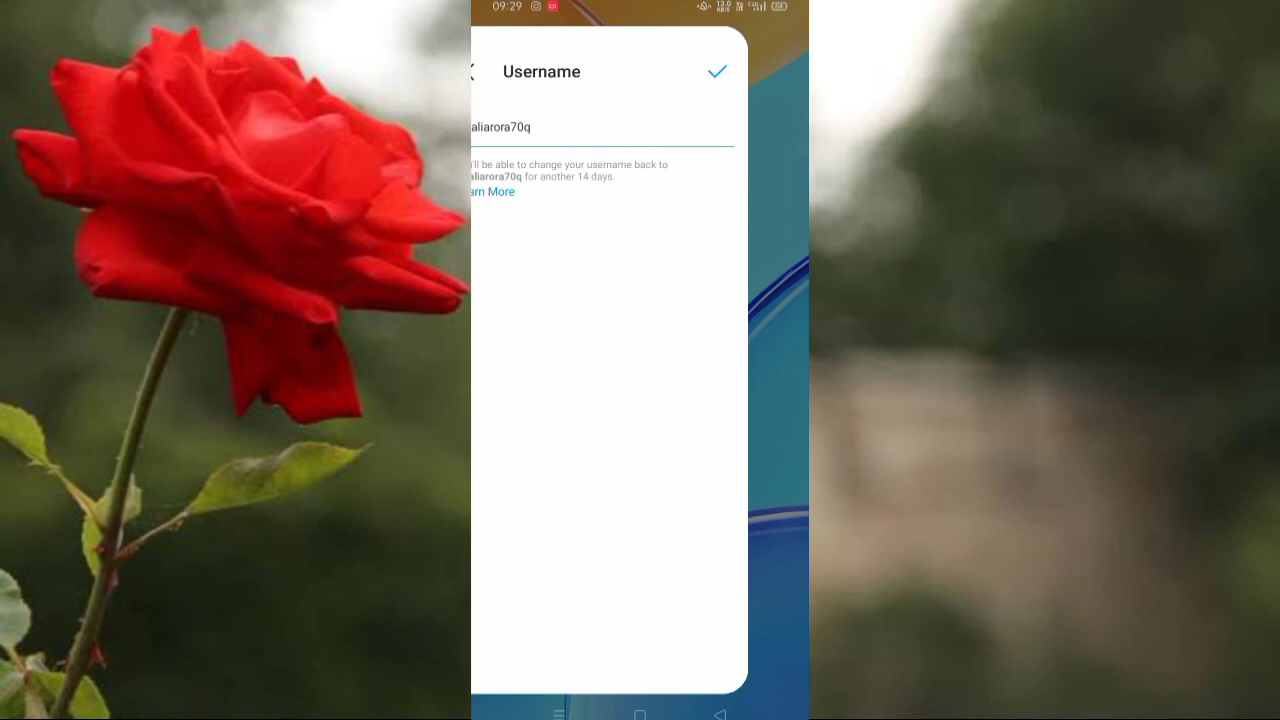 09:29
Username
aliarora70q
'll be able to change your username back to
aliarora70q for another 14 days.
arn More